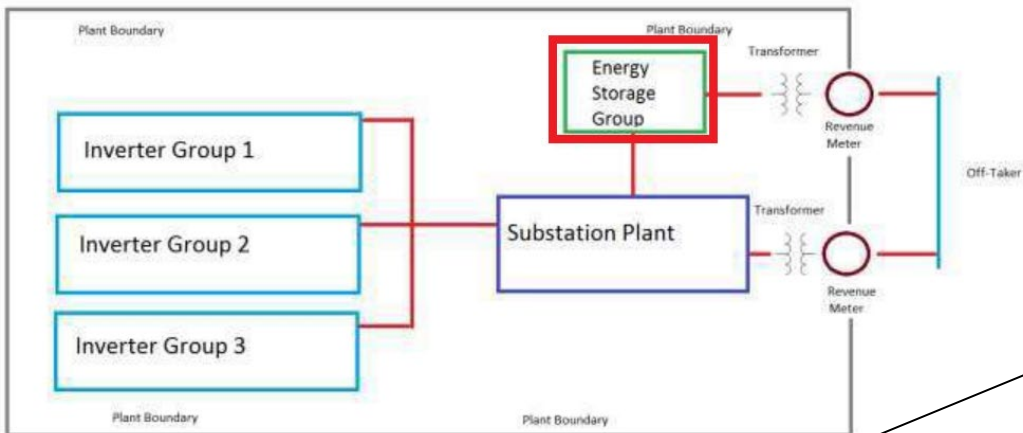 Plant Boundary
Plant Boundary
Transformer
Energy
Storage
Group
Revenue
Meter
Inverter Group 1
Off-Taker
Transformer
Inverter Group 2
Substation Plant
Revenue
Meter
Inverter Group 3
Plant Boundary
Plant Boundary